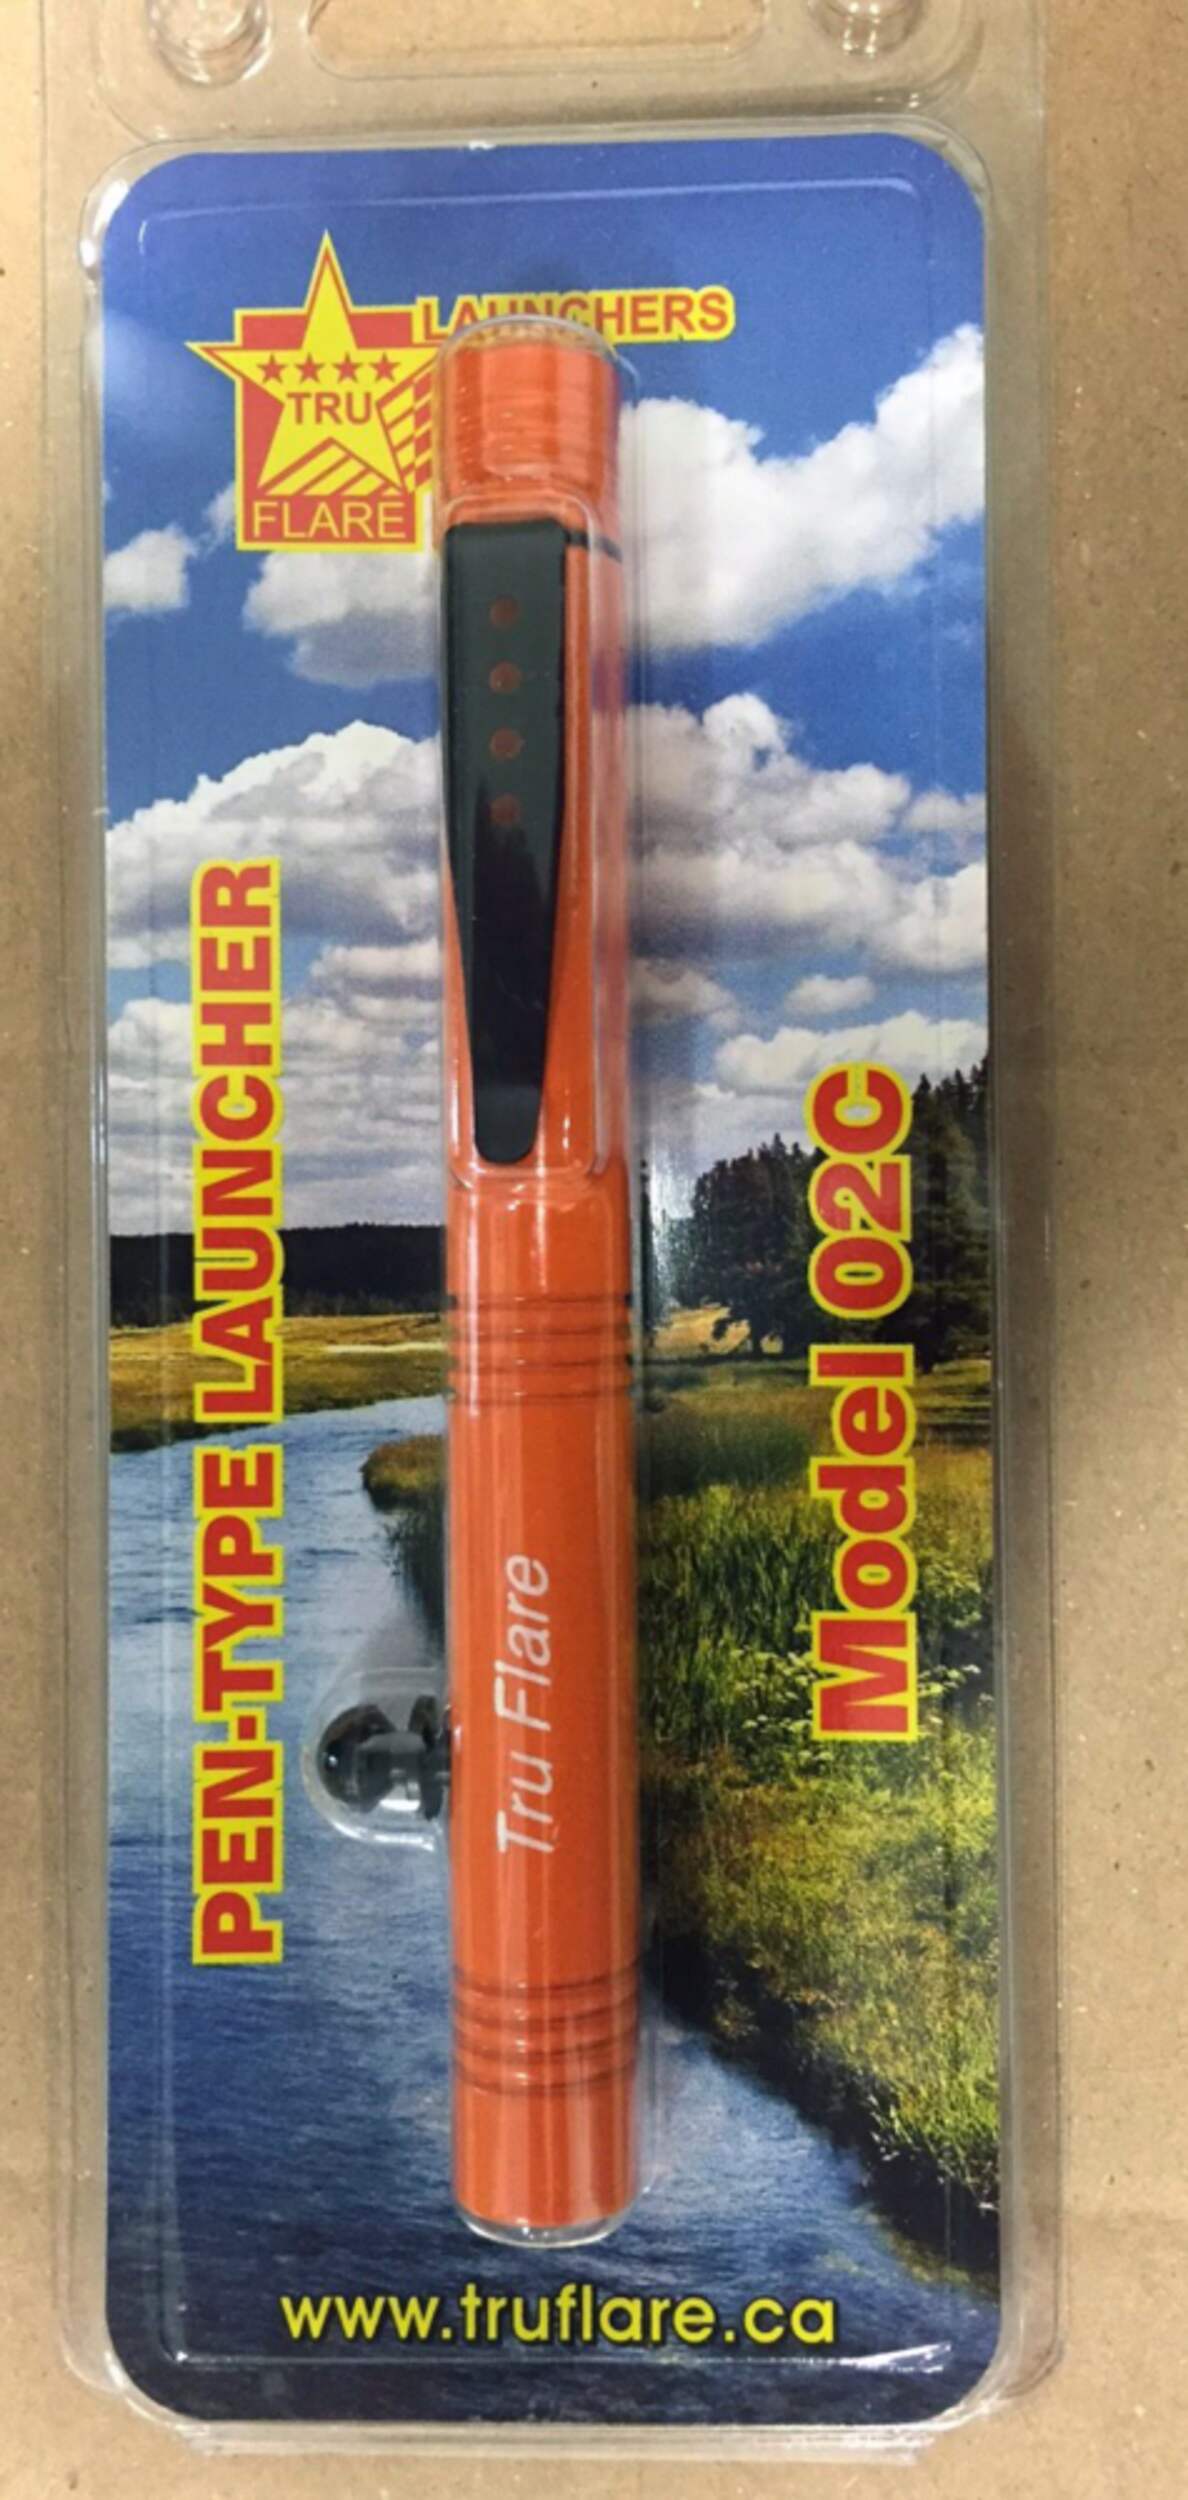 LAUNCHERS
TRU
FLARE
PEN-TYPE LAUNCHER
Model 02C
Tru Flare
www.truflare.ca